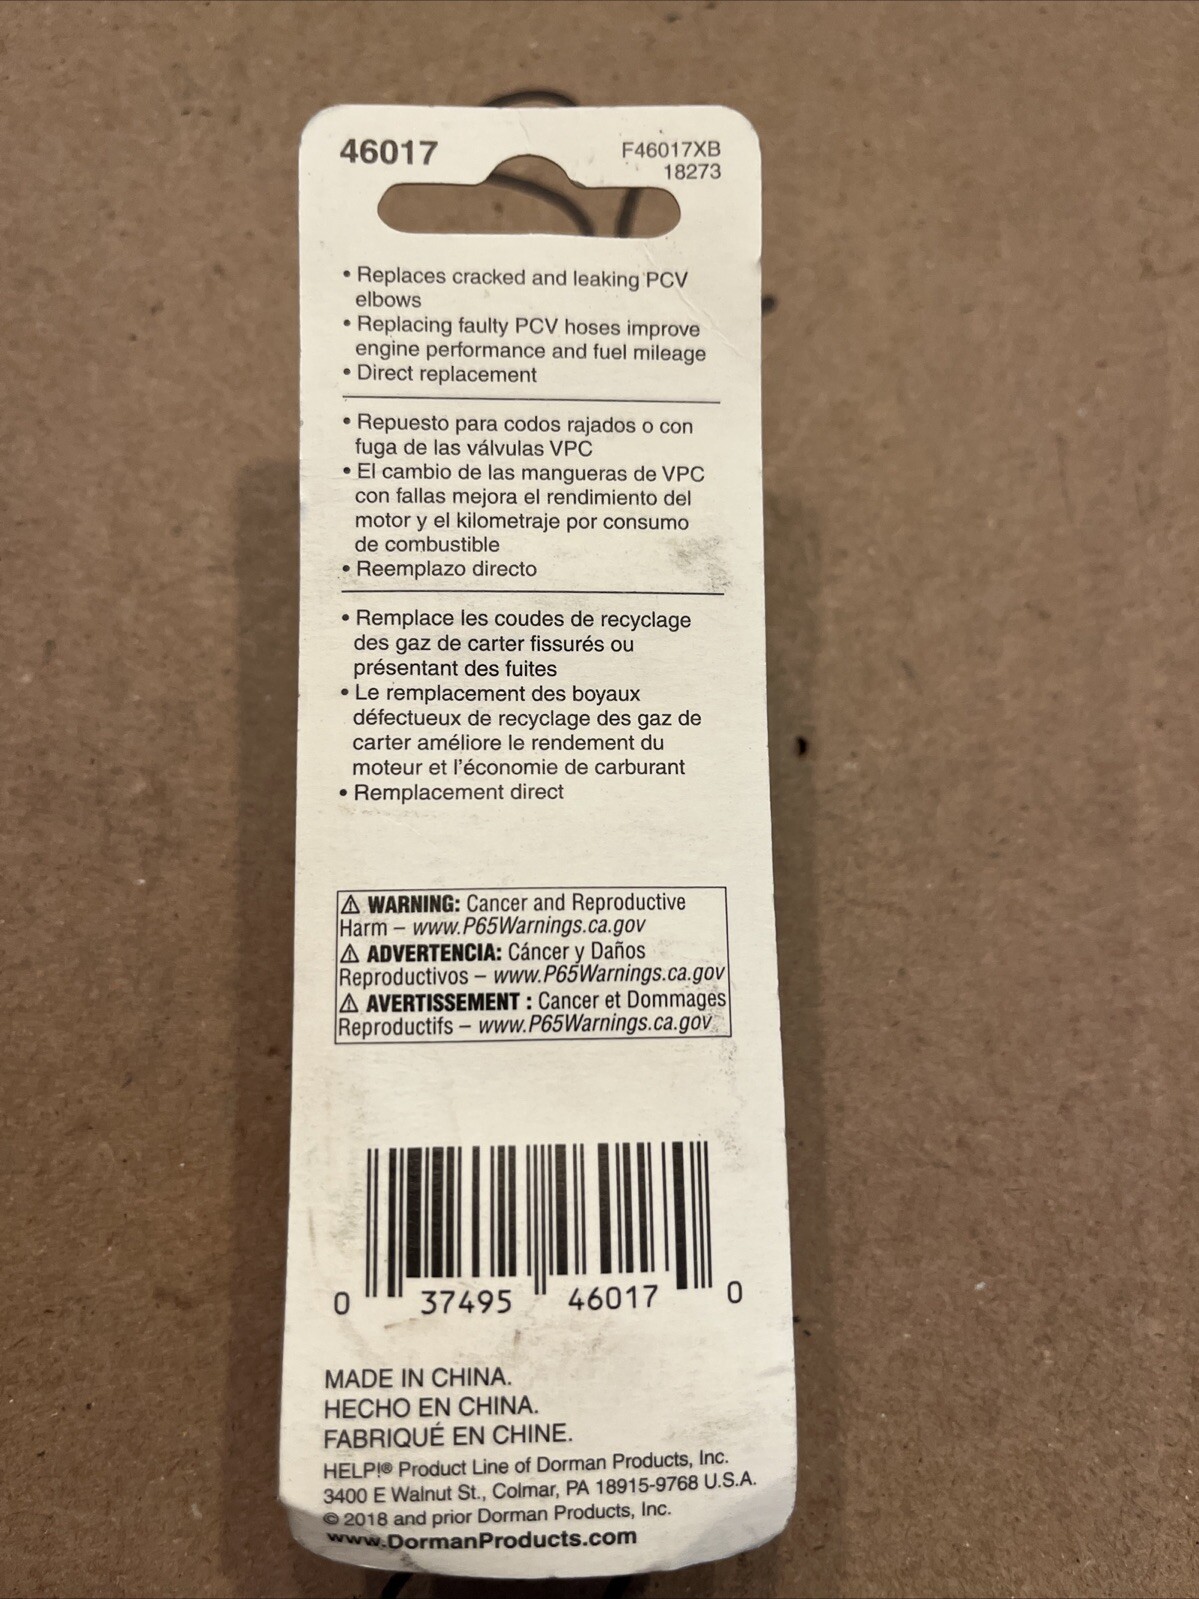 46017
F46017XB
18273
• Replaces cracked and leaking PCV
elbows
• Replacing faulty PCV hoses improve
engine performance and fuel mileage
• Direct replacement
• Repuesto para codos rajados o con
fuga de las válvulas VPC
• El cambio de las mangueras de VPC
con fallas mejora el rendimiento del
motor y el kilometraje por consumo
de combustible
• Reemplazo directo
• Remplace les coudes de recyclage
des gaz de carter fissurés ou
présentant des fuites
• Le remplacement des boyaux
défectueux de recyclage des gaz de
carter améliore le rendement du
moteur et l'économie de carburant
• Remplacement direct
⚠ WARNING: Cancer and Reproductive
Harm – www.P65Warnings.ca.gov
⚠ ADVERTENCIA: Cáncer y Daños
Reproductivos – www.P65Warnings.ca.gov
⚠ AVERTISSEMENT : Cancer et Dommages
Reproductifs – www.P65Warnings.ca.gov
0 37495 46017 0
MADE IN CHINA.
HECHO EN CHINA.
FABRIQUÉ EN CHINE.
HELP!® Product Line of Dorman Products, Inc.
3400 E Walnut St., Colmar, PA 18915-9768 U.S.A.
© 2018 and prior Dorman Products, Inc.
www.DormanProducts.com